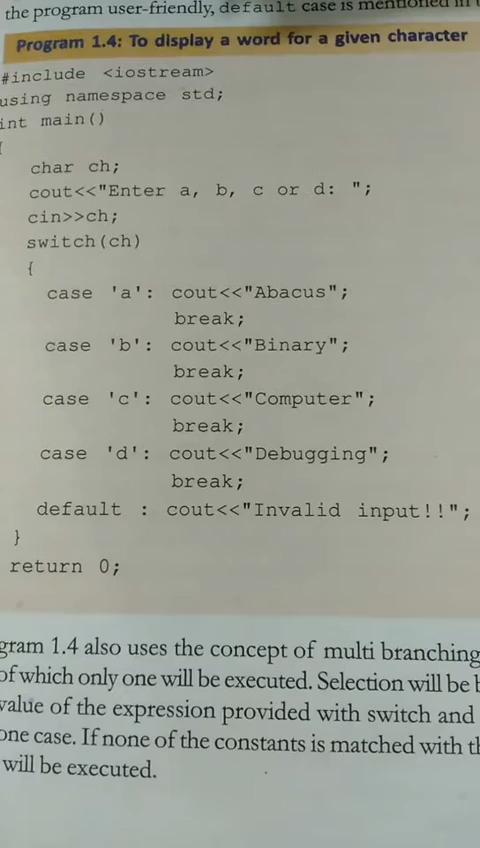 the program user-friendly, default case is mentioned in
Program 1.4: To display a word for a given character
#include <iostream>
using namespace std;
int main()
{
char ch;
cout<<"Enter a, b, c or d: ";
cin>>ch;
switch(ch)
{
case 'a': cout<<"Abacus";
break;
case 'b': cout<<"Binary";
break;
case 'c': cout<<"Computer";
break;
case 'd': cout<<"Debugging";
break;
default : cout<<"Invalid input!!";
}
return 0;
gram 1.4 also uses the concept of multi branching
of which only one will be executed. Selection will be
value of the expression provided with switch and
one case. If none of the constants is matched with
will be executed.